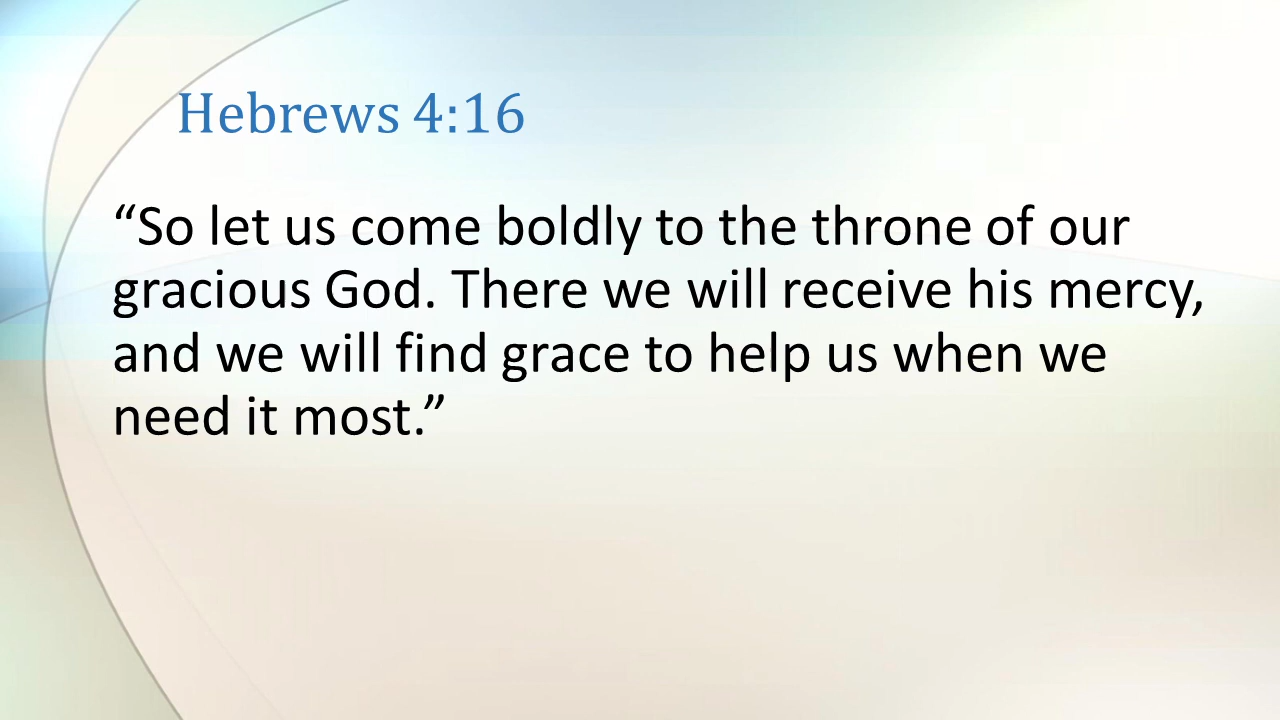 Hebrews 4:16
“So let us come boldly to the throne of our
gracious God. There we will receive his mercy,
and we will find grace to help us when we
need it most.”